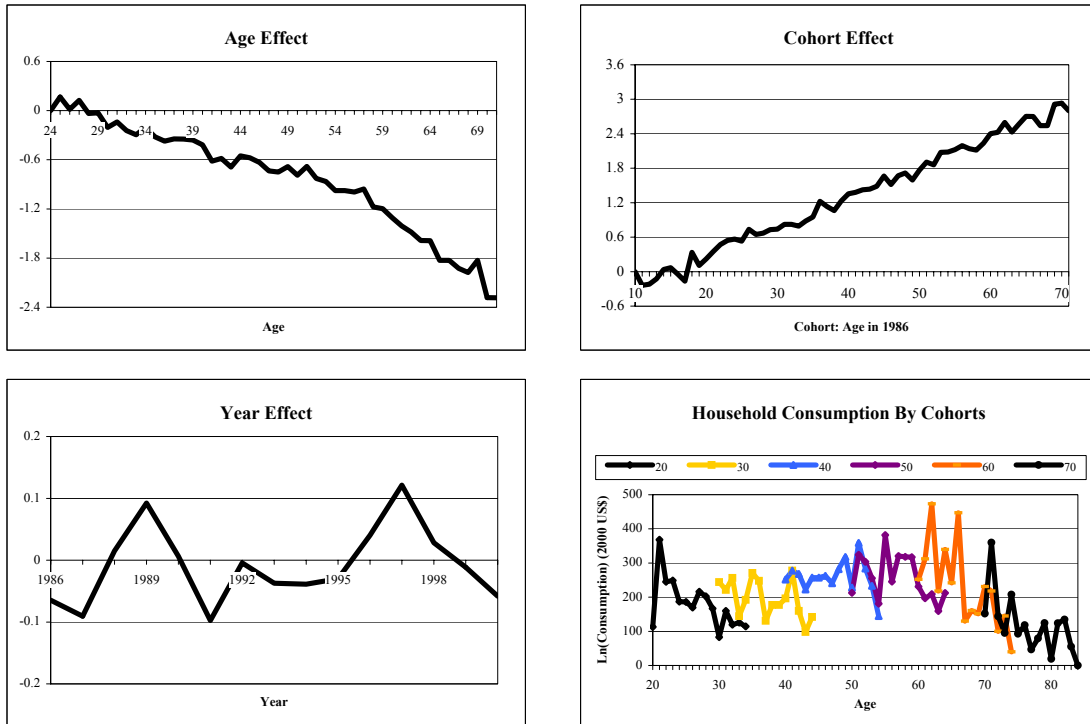 Age Effect
0.6
0
-0.6
-1.2
-1.8
-2.4
24 29 34 39 44 49 54 59 64 69
Age
Cohort Effect
3.6
3
2.4
1.8
1.2
0.6
0
-0.6
10 20 30 40 50 60 70
Cohort: Age in 1986
Year Effect
0.2
0.1
0
-0.1
-0.2
1986 1989 1992 1995 1998
Year
Household Consumption By Cohorts
20 30 40 50 60 70
Ln(Consumption) (2000 US$)
500
400
300
200
100
0
20 30 40 50 60 70 80
Age